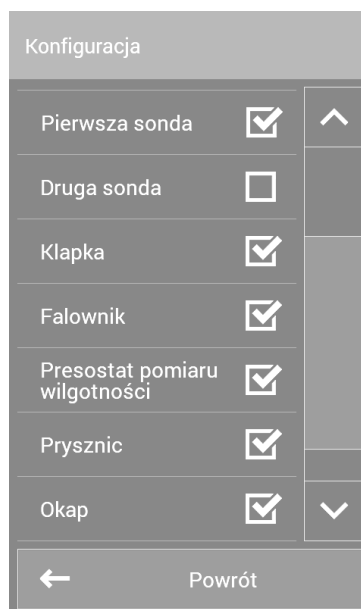 Konfiguracja
Pierwsza sonda
Druga sonda
Klapka
Falownik
Presostat pomiaru
wilgotności
Prysznic
Okap
Powrót